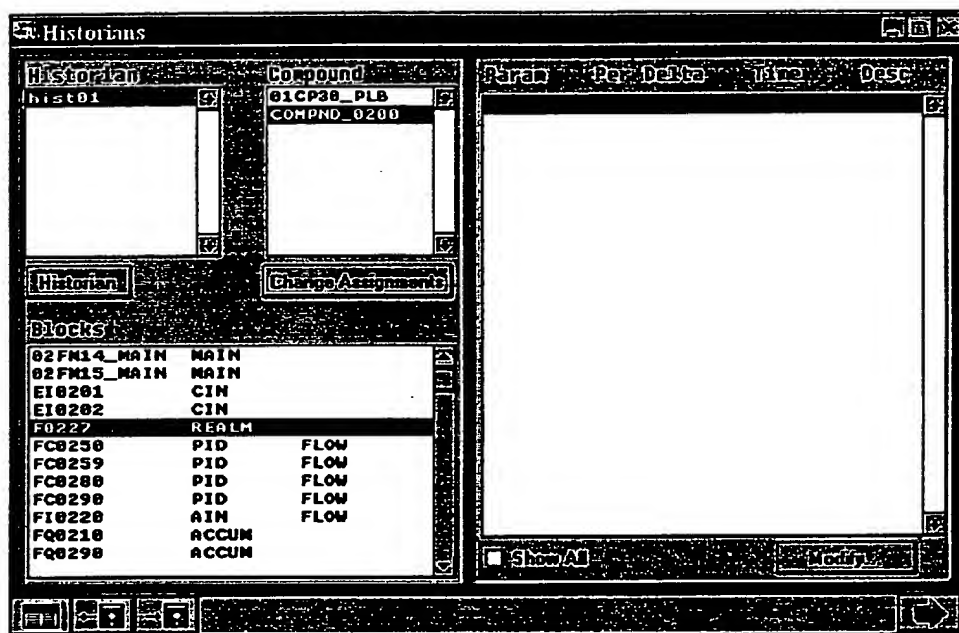 Historians
Historian
hist01
Compound
01CP30_PLB
COMPND_0200
Historian
Change Assignments
Blocks
02FM14_MAIN MAIN
02FM15_MAIN MAIN
EI0201 CIN
EI0202 CIN
F0227 REALM
FC0250 PID FLOW
FC0259 PID FLOW
FC0280 PID FLOW
FC0290 PID FLOW
FI0220 AIN FLOW
FQ0210 ACCUM
FQ0290 ACCUM
Param Per Delta Time Desc
Show All
Modify...